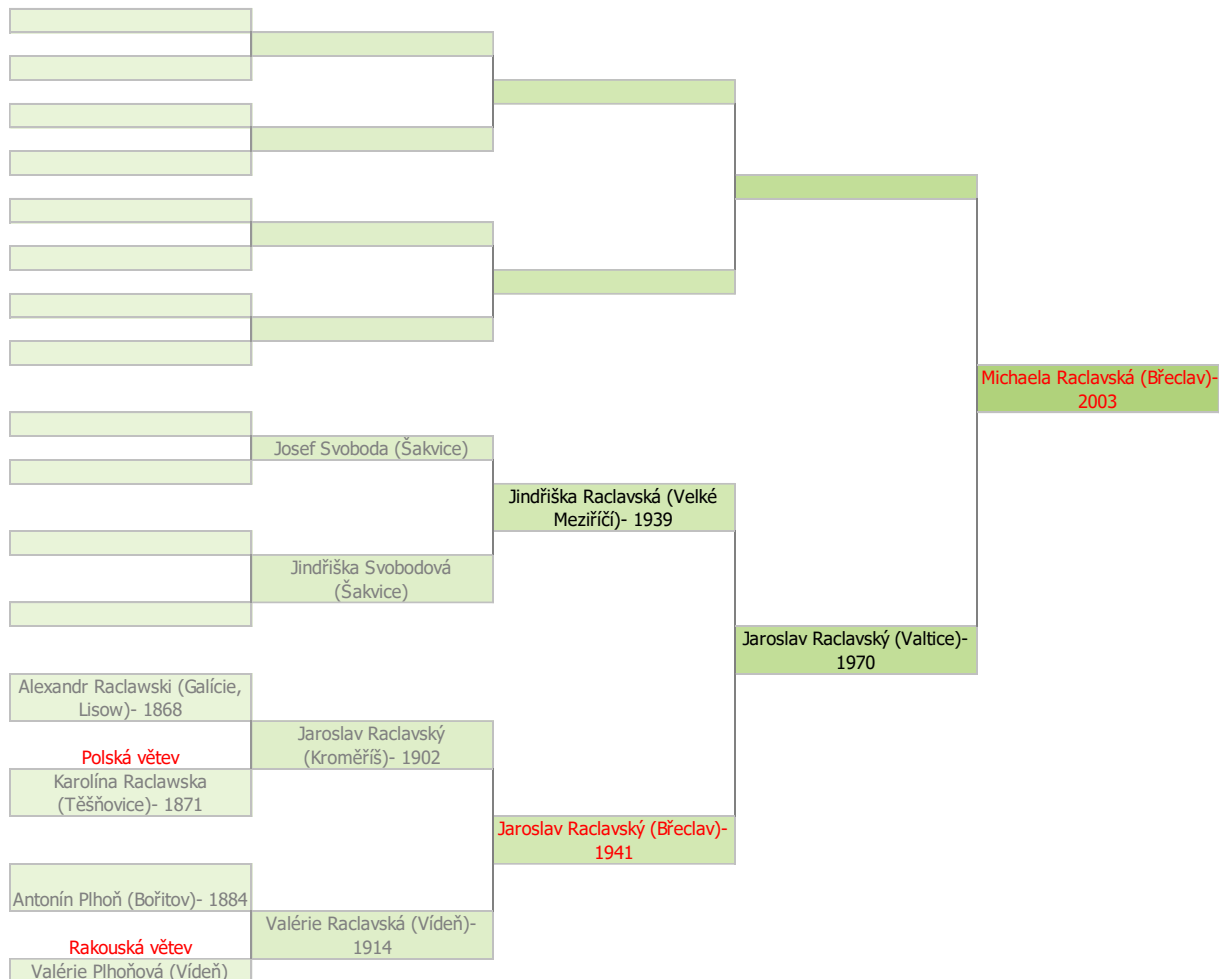 Michaela Raclavská (Břeclav)-
2003
Josef Svoboda (Šakvice)
Jindřiška Raclavská (Velké
Meziříčí)- 1939
Jindřiška Svobodová
(Šakvice)
Jaroslav Raclavský (Valtice)-
1970
Alexandr Raclawski (Galície,
Lisow)- 1868
Jaroslav Raclavský
(Kroměříš)- 1902
Polská větev
Karolína Raclawska
(Těšňovice)- 1871
Jaroslav Raclavský (Břeclav)-
1941
Antonín Plhoň (Bořitov)- 1884
Valérie Raclavská (Vídeň)-
1914
Rakouská větev
Valérie Plhoňová (Vídeň)